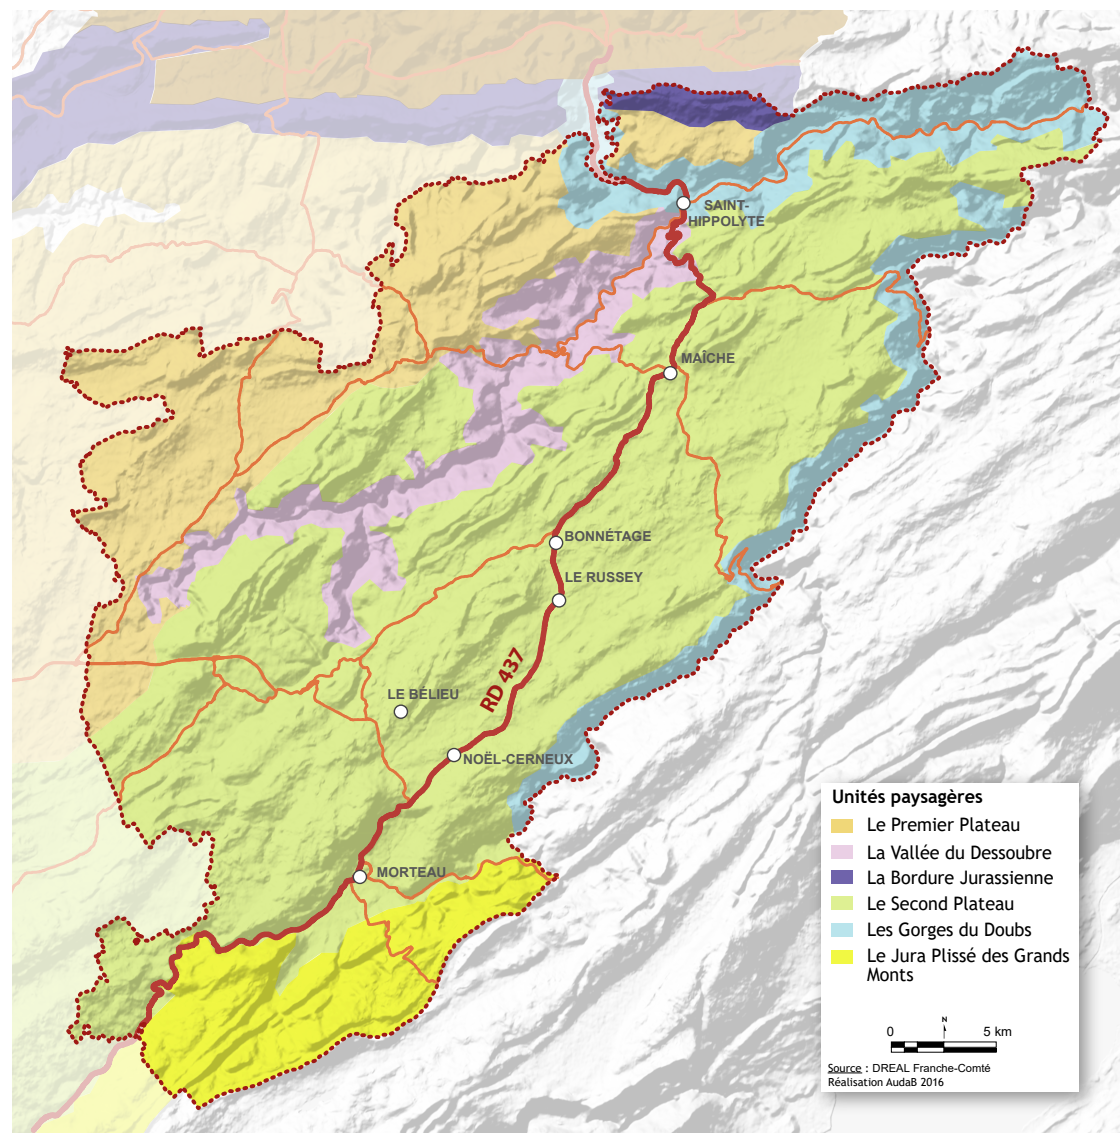 SAINT-
HIPPOLYTE
MAÎCHE
BONNÉTAGE
LE RUSSEY
RD 437
LE BÉLIEU
NOËL-CERNEUX
MORTEAU
Unités paysagères
Le Premier Plateau
La Vallée du Dessoubre
La Bordure Jurassienne
Le Second Plateau
Les Gorges du Doubs
Le Jura Plissé des Grands
Monts
N
0 5 km
Source : DREAL Franche-Comté
Réalisation AudaB 2016